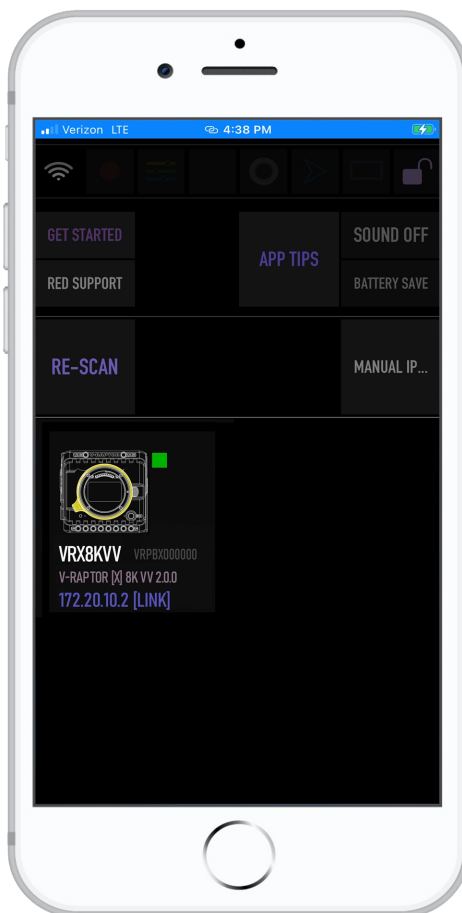 Verizon LTE 4:38 PM
GET STARTED
APP TIPS
SOUND OFF
RED SUPPORT
BATTERY SAVE
RE-SCAN
MANUAL IP...
VRX8KVV VRPBX000000
V-RAPTOR [X] 8K VV 2.0.0
172.20.10.2 [LINK]